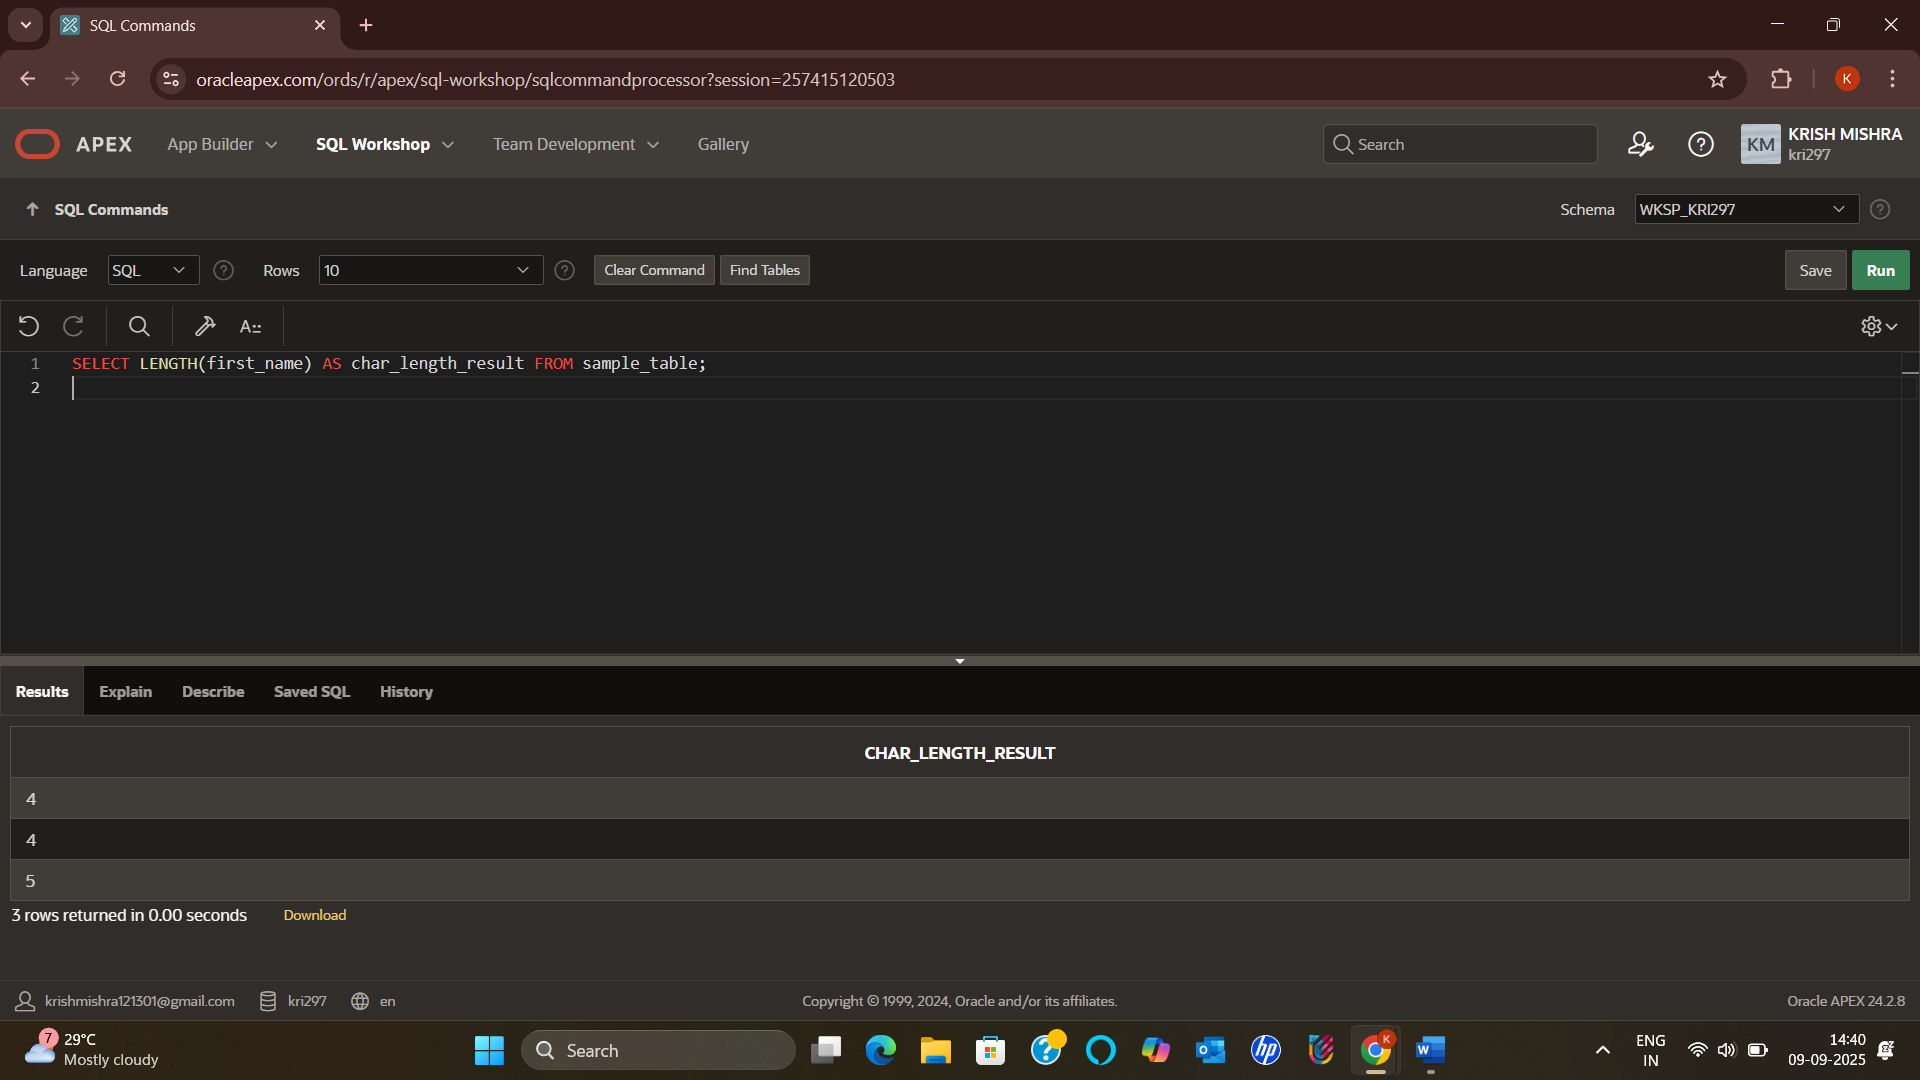 SQL Commands
oracleapex.com/ords/r/apex/sql-workshop/sqlcommandprocessor?session=257415120503
K
APEX
App Builder
SQL Workshop
Team Development
Gallery
Search
KM
KRISH MISHRA
kri297
SQL Commands
Schema
WKSP_KRI297
Language
SQL
Rows
10
Clear Command
Find Tables
Save
Run
1 SELECT LENGTH(first_name) AS char_length_result FROM sample_table;
2
Results
Explain
Describe
Saved SQL
History
CHAR_LENGTH_RESULT
4
4
5
3 rows returned in 0.00 seconds
Download
krishmishra121301@gmail.com
kri297
en
Copyright © 1999, 2024, Oracle and/or its affiliates.
Oracle APEX 24.2.8
7
29°C
Mostly cloudy
Search
hp
K
W
ENG
IN
14:40
09-09-2025